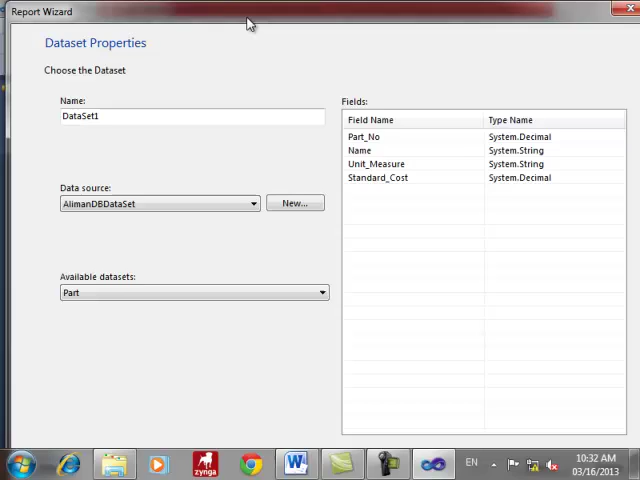 Report Wizard
Dataset Properties
Choose the Dataset
Name:
DataSet1
Data source:
AlimanDBDataSet
New...
Available datasets:
Part
Fields:
Field Name Type Name
Part_No System.Decimal
Name System.String
Unit_Measure System.String
Standard_Cost System.Decimal
zynga
EN
10:32 AM
03/16/2013